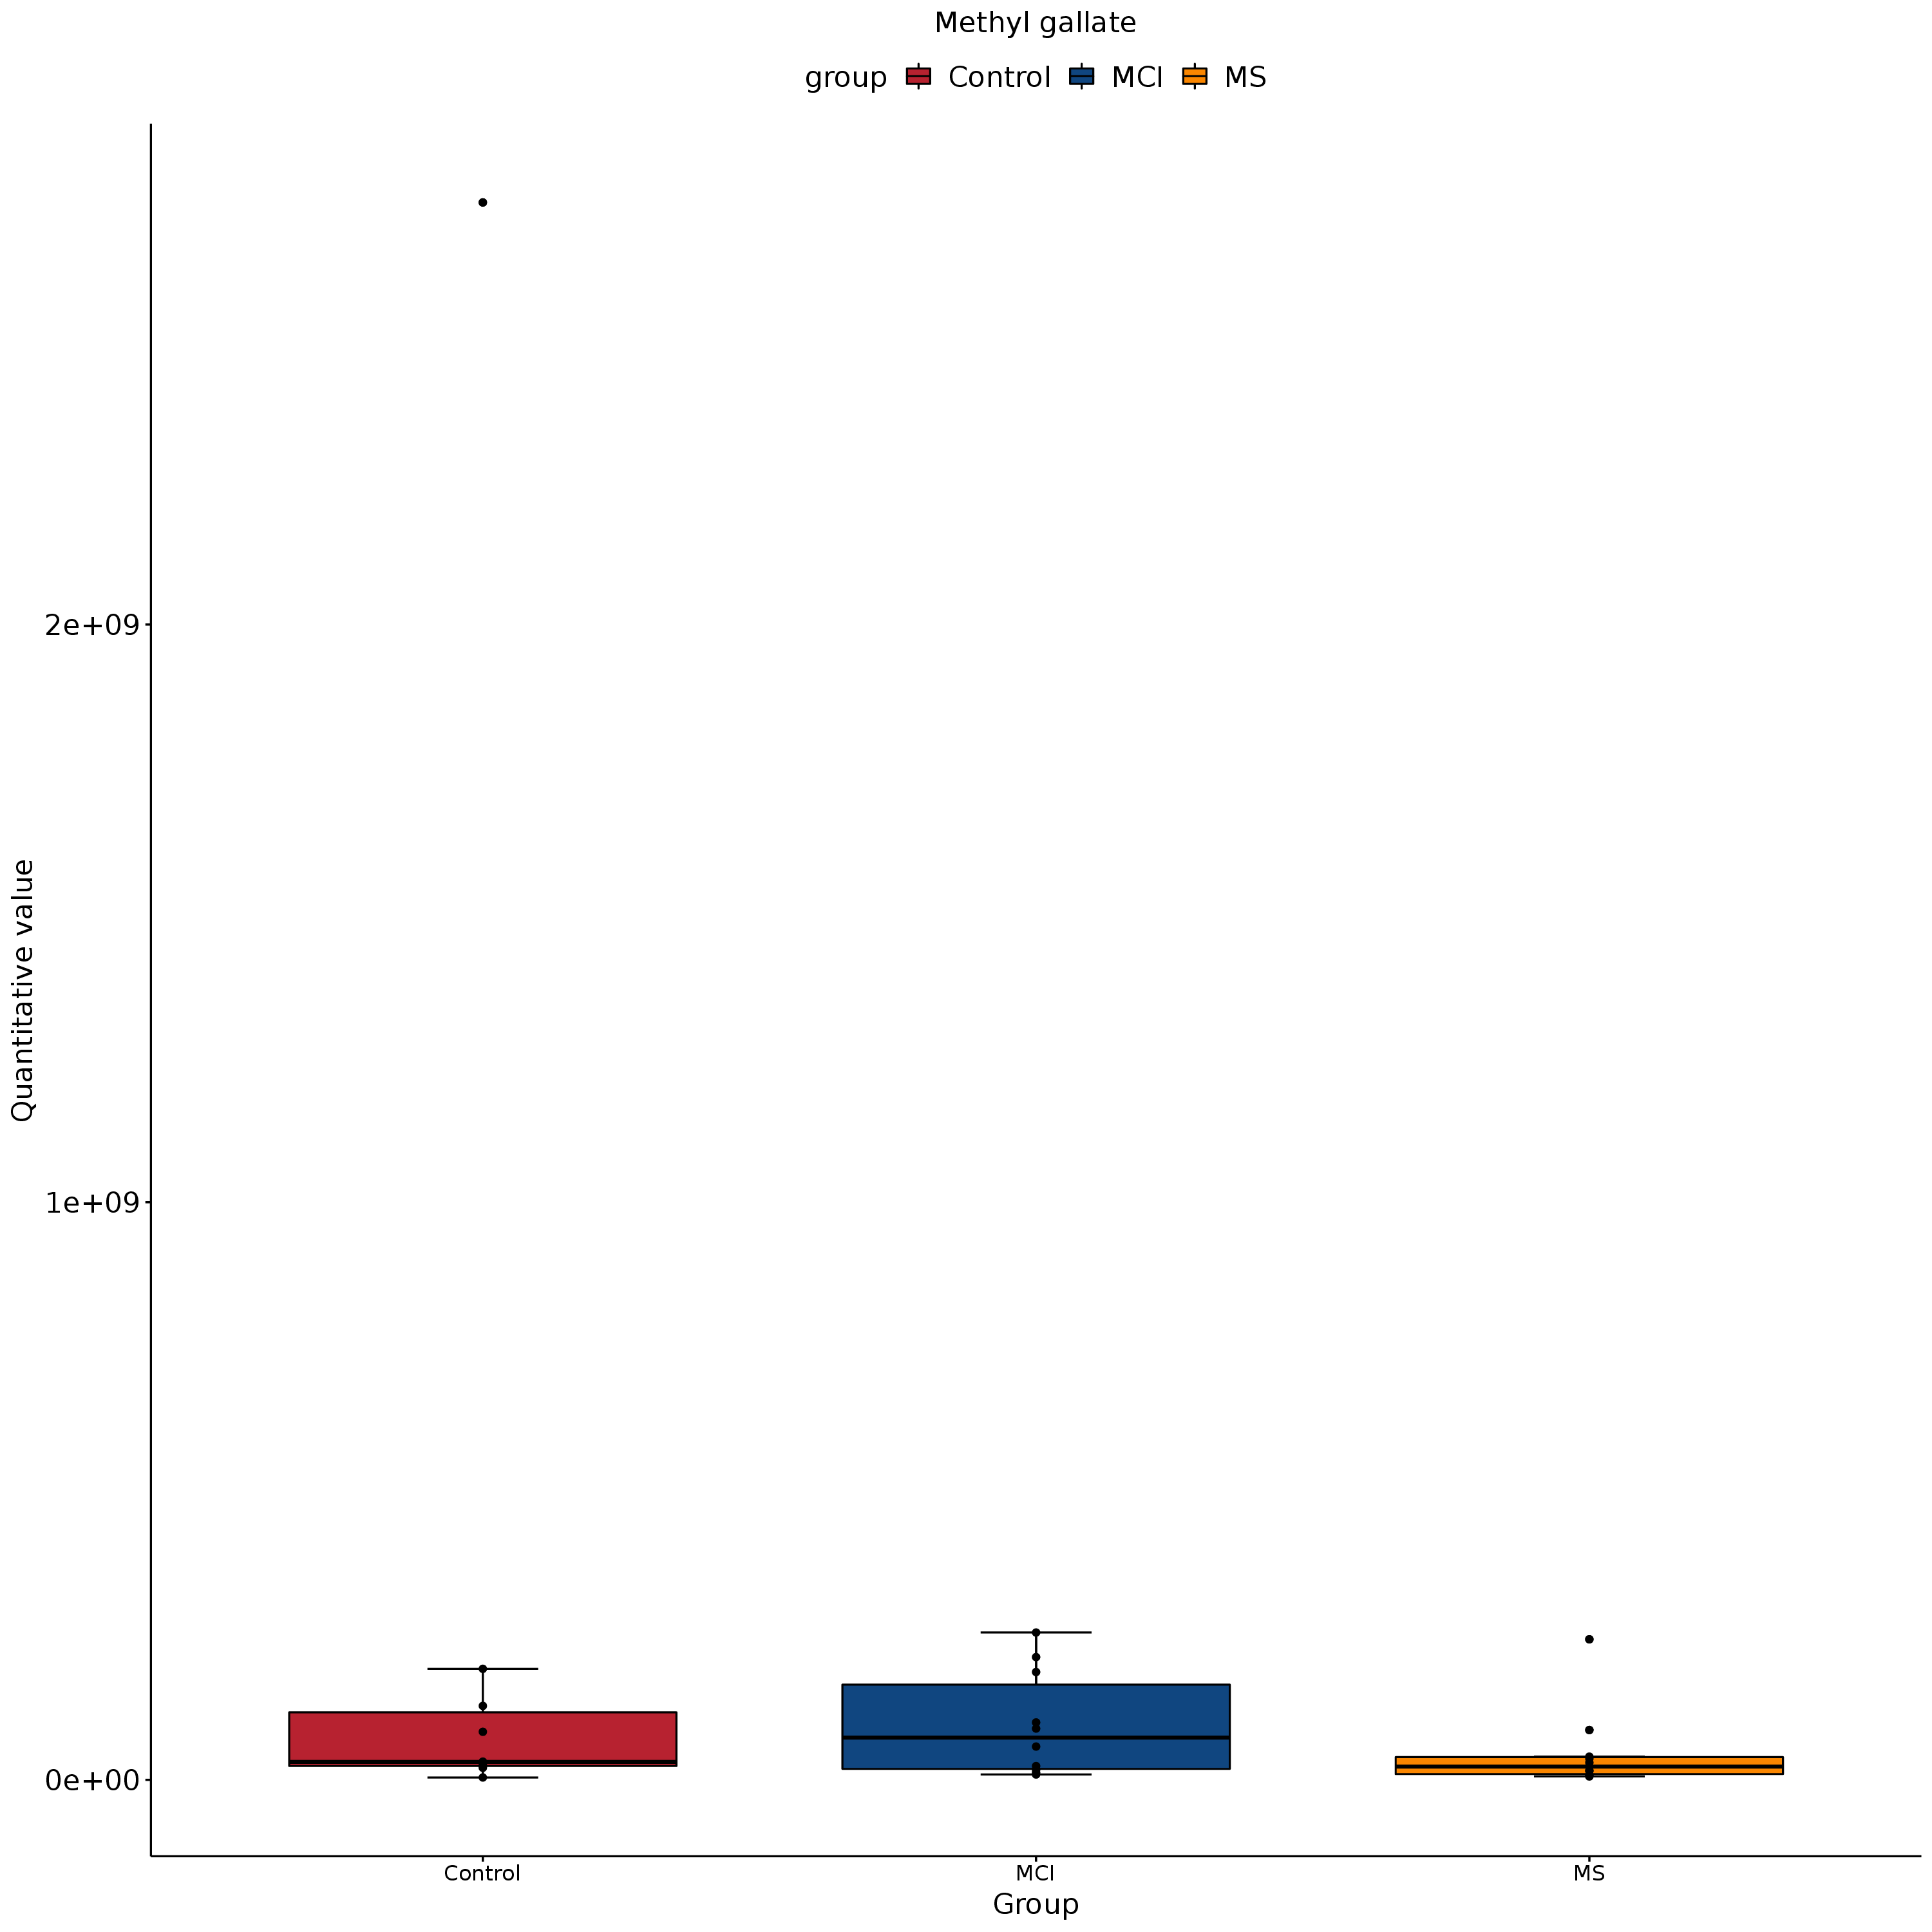 Methyl gallate
group Control MCI MS
Quantitative value
2e+09
1e+09
0e+00
Control MCI MS
Group